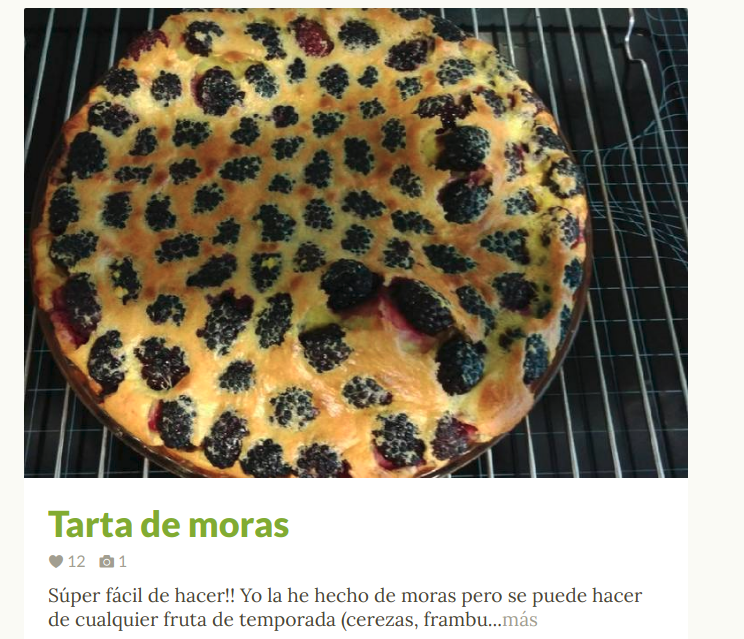 Tarta de moras
12 1
Súper fácil de hacer!! Yo la he hecho de moras pero se puede hacer
de cualquier fruta de temporada (cerezas, frambu...más